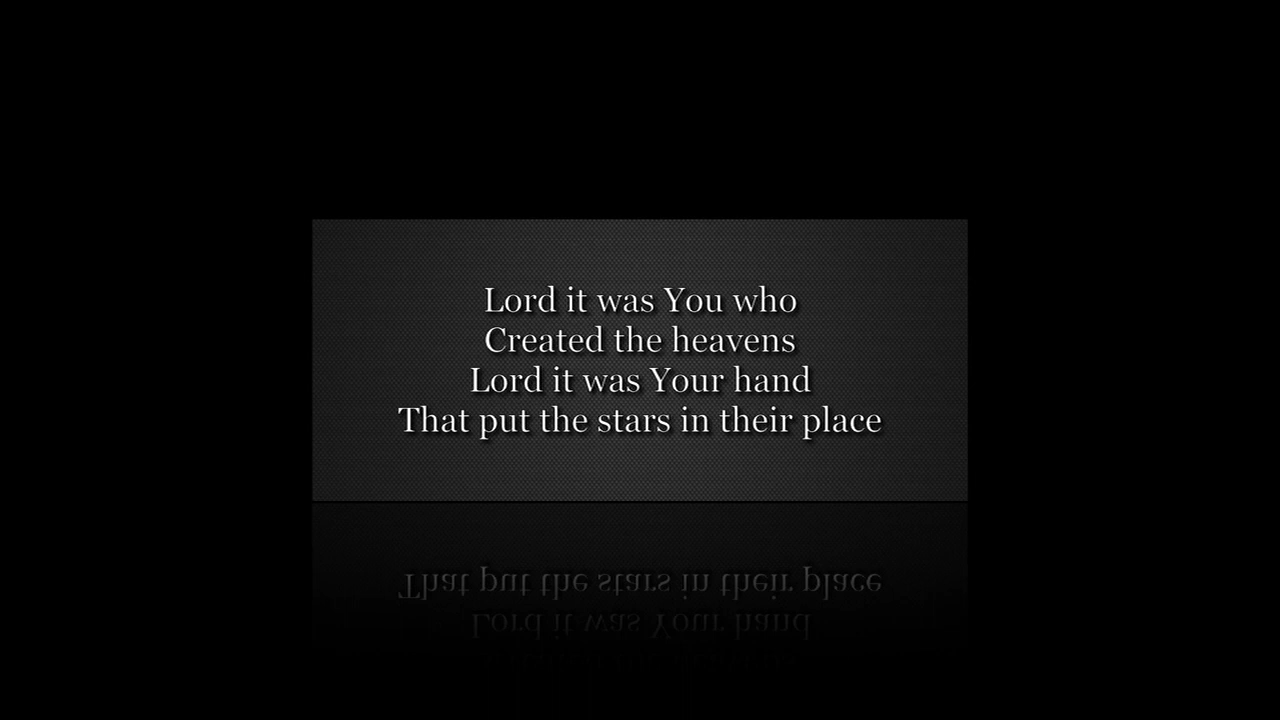 Lord it was You who
Created the heavens
Lord it was Your hand
That put the stars in their place